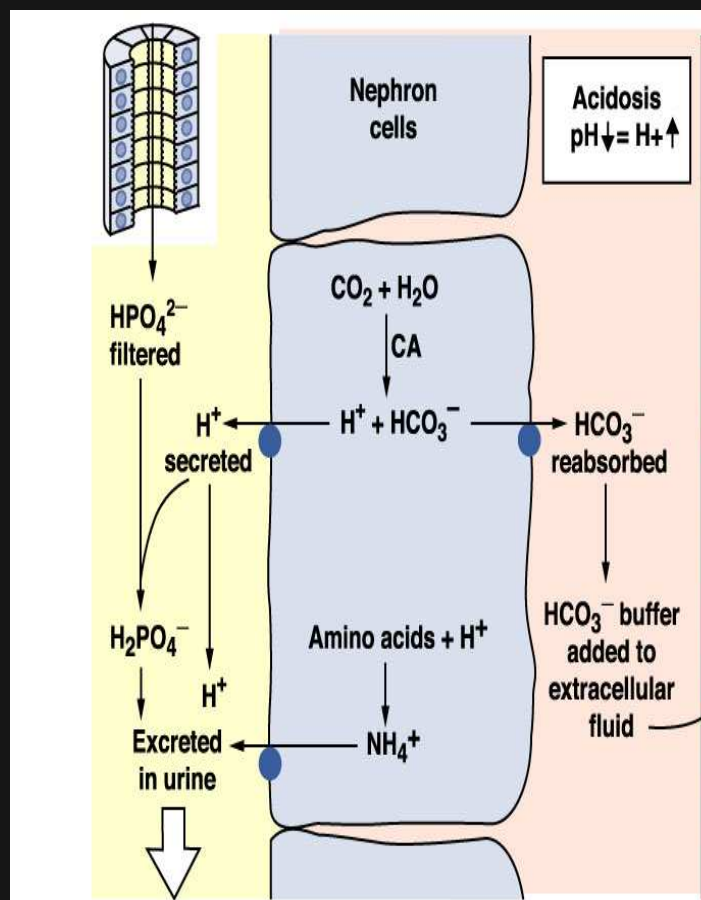 Nephron
cells
Acidosis
pH↓= H+↑
CO₂ + H₂O
CA
HPO₄²⁻
filtered
H⁺
secreted
H⁺ + HCO₃⁻
HCO₃⁻
reabsorbed
H₂PO₄⁻
H⁺
Amino acids + H⁺
HCO₃⁻ buffer
added to
extracellular
fluid
Excreted
in urine
NH₄+